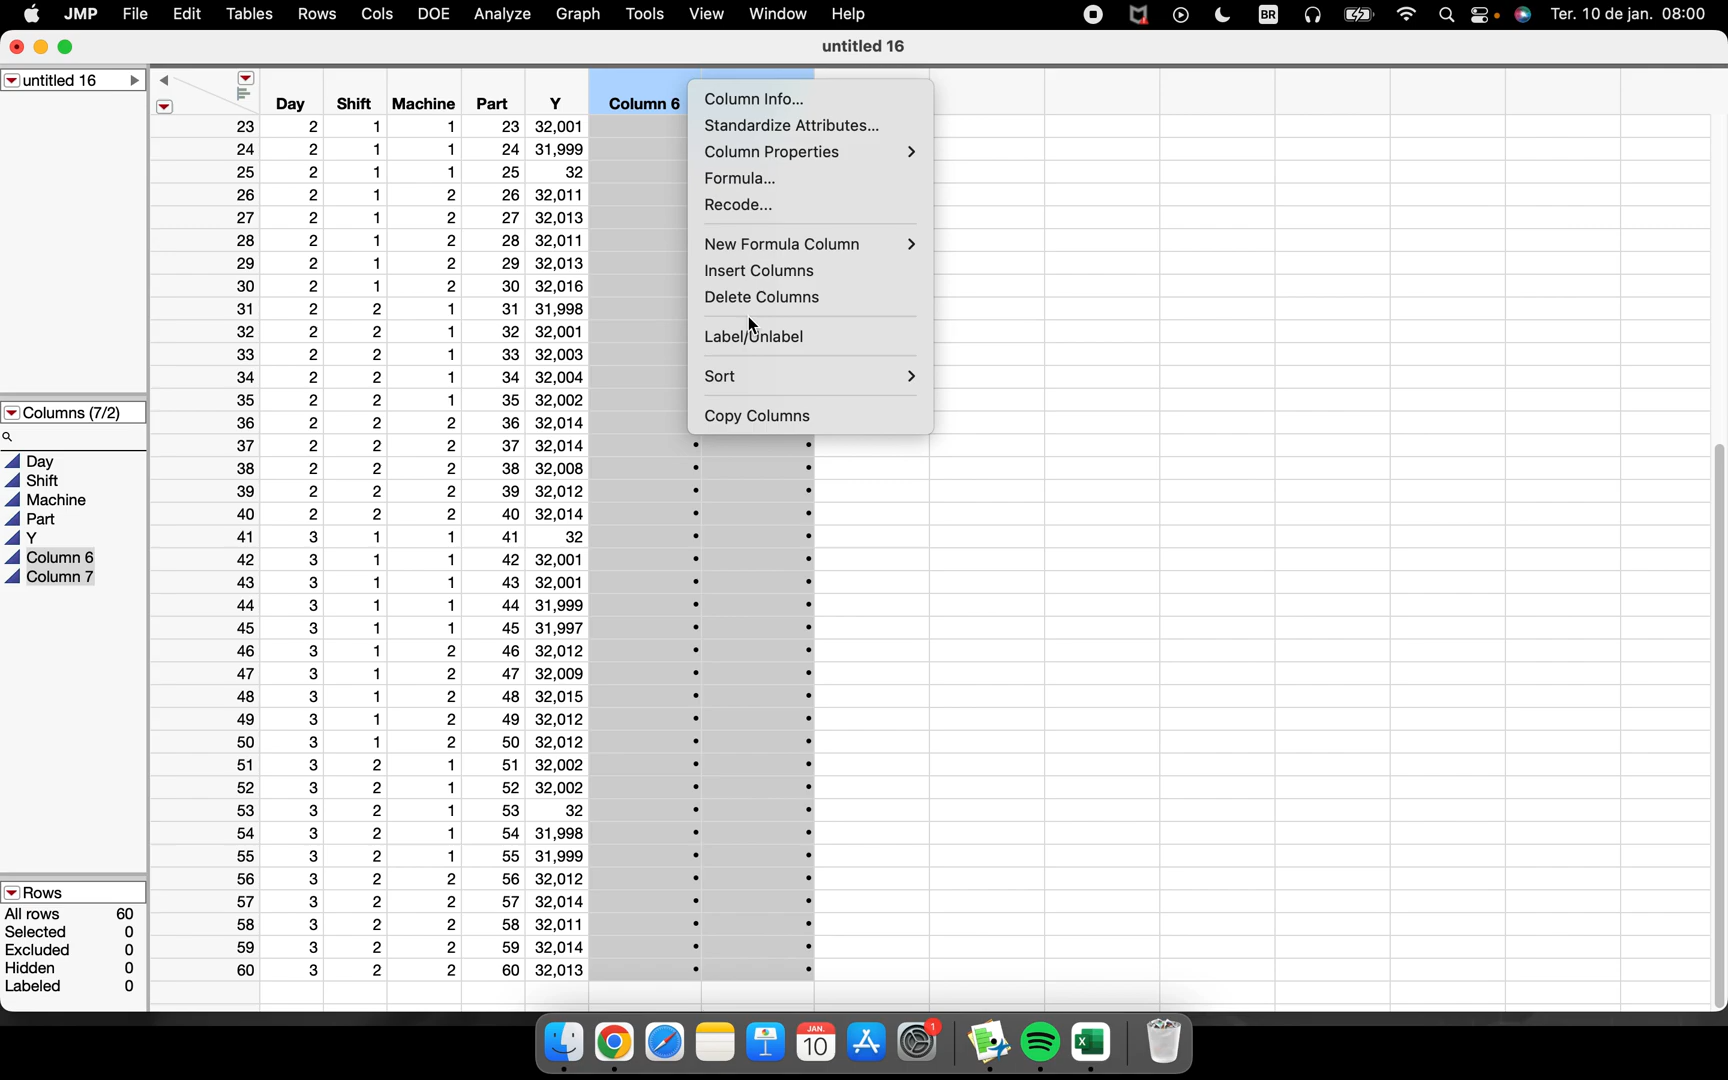 JMP File Edit Tables Rows Cols DOE Analyze Graph Tools View Window Help BR Ter. 10 de jan. 08:00
untitled 16
untitled 16
Day Shift Machine Part Y Column 6
23 2 1 1 23 32,001
24 2 1 1 24 31,999
25 2 1 1 25 32
26 2 1 2 26 32,011
27 2 1 2 27 32,013
28 2 1 2 28 32,011
29 2 1 2 29 32,013
30 2 1 2 30 32,016
31 2 2 1 31 31,998
32 2 2 1 32 32,001
33 2 2 1 33 32,003
34 2 2 1 34 32,004
35 2 2 1 35 32,002
36 2 2 2 36 32,014
37 2 2 2 37 32,014
38 2 2 2 38 32,008
39 2 2 2 39 32,012
40 2 2 2 40 32,014
41 3 1 1 41 32
42 3 1 1 42 32,001
43 3 1 1 43 32,001
44 3 1 1 44 31,999
45 3 1 1 45 31,997
46 3 1 2 46 32,012
47 3 1 2 47 32,009
48 3 1 2 48 32,015
49 3 1 2 49 32,012
50 3 1 2 50 32,012
51 3 2 1 51 32,002
52 3 2 1 52 32,002
53 3 2 1 53 32
54 3 2 1 54 31,998
55 3 2 1 55 31,999
56 3 2 2 56 32,012
57 3 2 2 57 32,014
58 3 2 2 58 32,011
59 3 2 2 59 32,014
60 3 2 2 60 32,013
Column Info...
Standardize Attributes...
Column Properties
Formula...
Recode...
New Formula Column
Insert Columns
Delete Columns
Label/Unlabel
Sort
Copy Columns
Columns (7/2)
Day
Shift
Machine
Part
Y
Column 6
Column 7
Rows
All rows 60
Selected 0
Excluded 0
Hidden 0
Labeled 0
JAN.
10
1